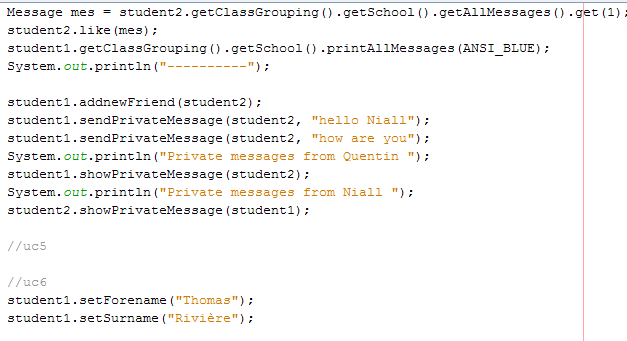 Message mes = student2.getClassGrouping().getSchool().getAllMessages().get(1);
student2.like(mes);
student1.getClassGrouping().getSchool().printAllMessages(ANSI_BLUE);
System.out.println("----------");
student1.addnewFriend(student2);
student1.sendPrivateMessage(student2, "hello Niall");
student1.sendPrivateMessage(student2, "how are you");
System.out.println("Private messages from Quentin ");
student1.showPrivateMessage(student2);
System.out.println("Private messages from Niall ");
student2.showPrivateMessage(student1);
//uc5
//uc6
student1.setForename("Thomas");
student1.setSurname("Rivière");